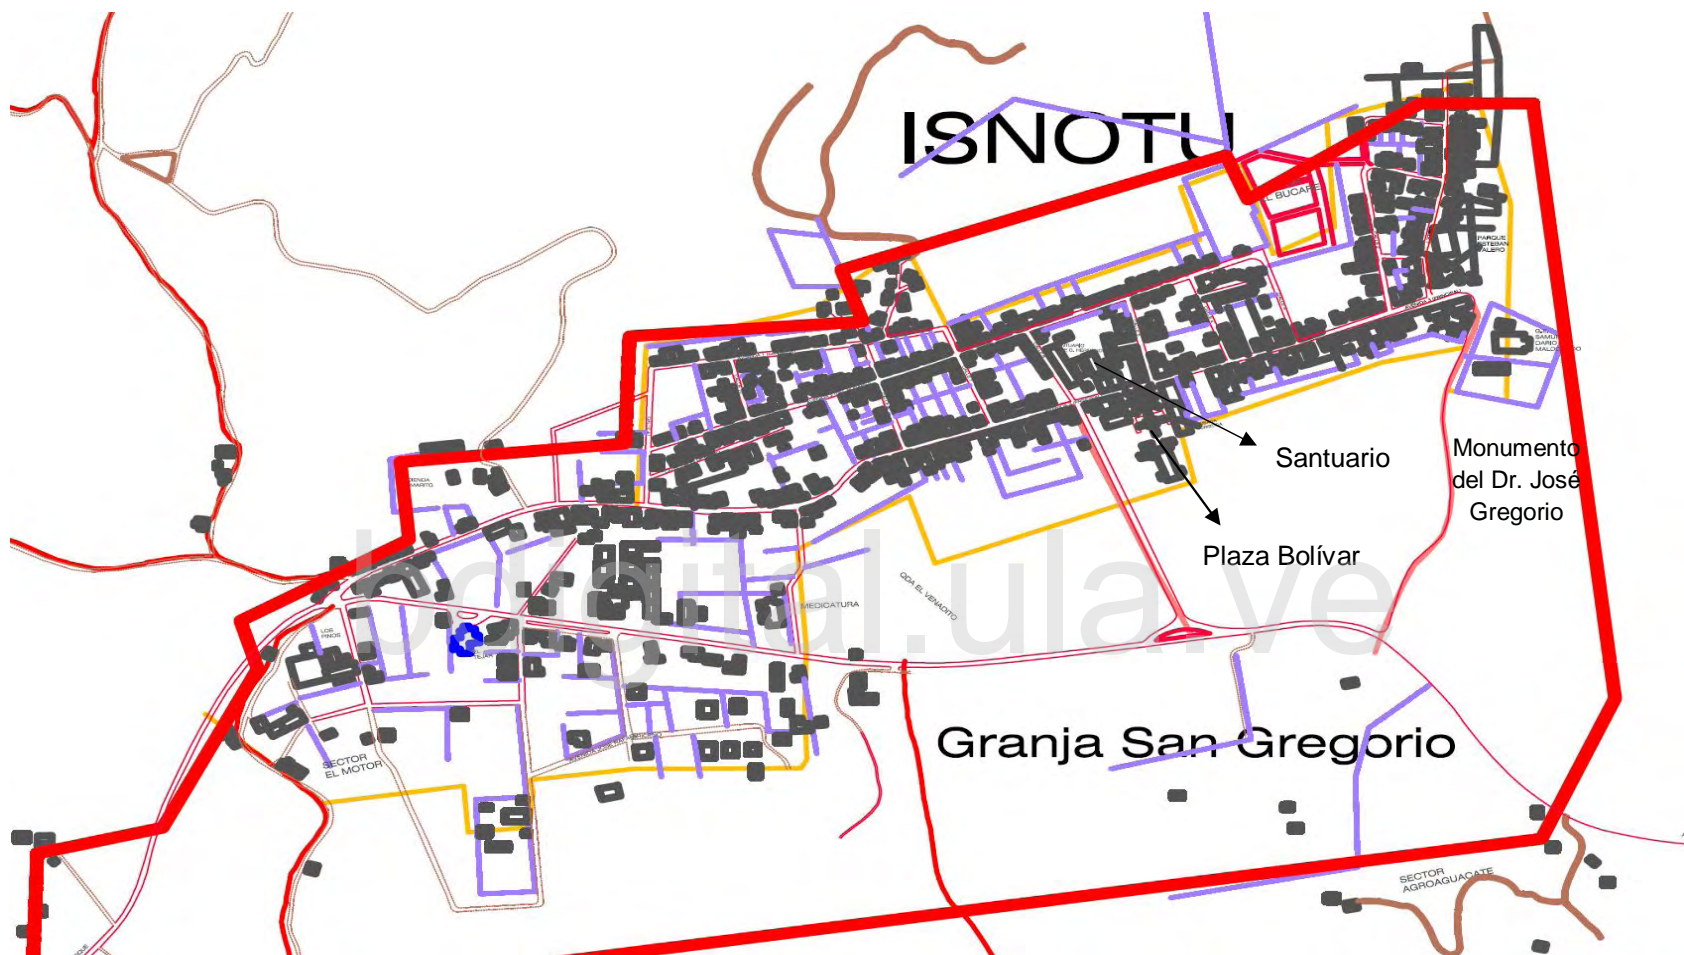 ISNOTU
EL BUCARE
PARQUE
ESTEBAN
VALERO
Santuario
Monumento
del Dr. José
Gregorio
Plaza Bolívar
bdigital.ula.ve
QDA EL VENADITO
MEDICATURA
LOS
PINOS
Granja San Gregorio
SECTOR
EL MOTOR
SECTOR
AGROAGUACATE